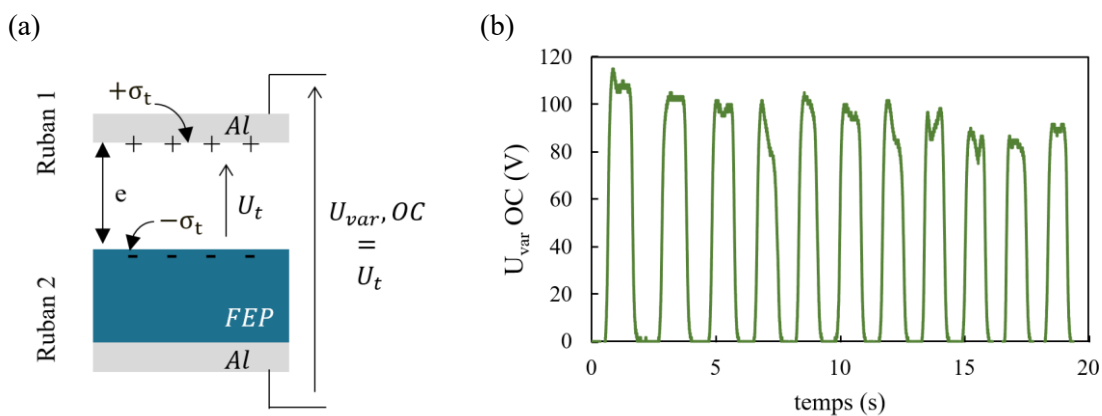 (a)
Ruban 1
+σt
Al
+ + + +
e
Ut
−σt
- - - -
Uvar, OC
=
Ut
Ruban 2
FEP
Al
(b)
Uvar OC (V)
120
100
80
60
40
20
0
0 5 10 15 20
temps (s)